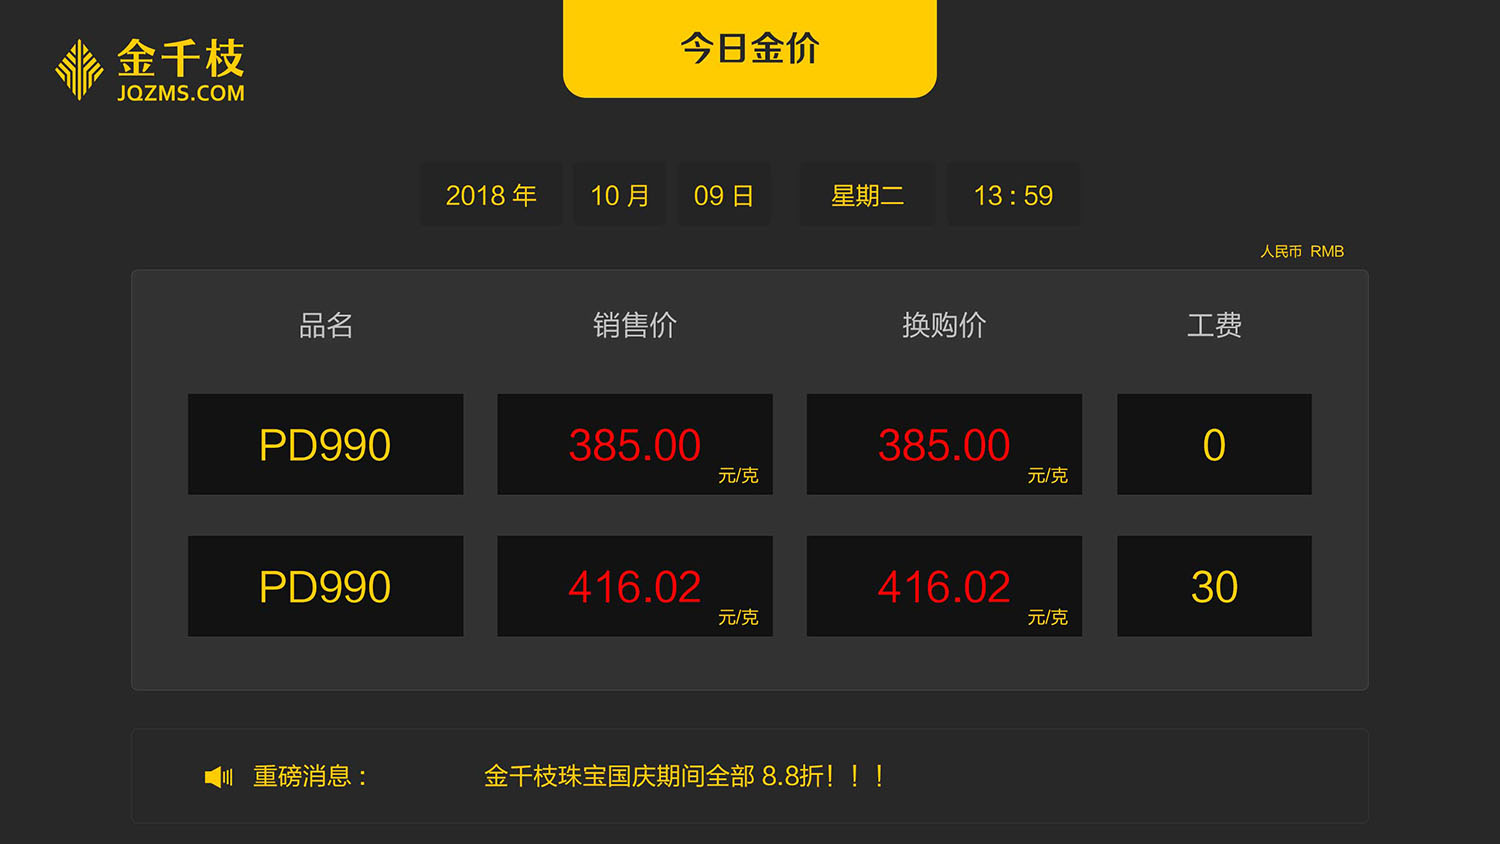 金千枝
JQZMS.COM
今日金价
2018 年 10 月 09 日 星期二 13 : 59
人民币 RMB
品名 销售价 换购价 工费
PD990 385.00 元/克 385.00 元/克 0
PD990 416.02 元/克 416.02 元/克 30
重磅消息： 金千枝珠宝国庆期间全部 8.8折！！！